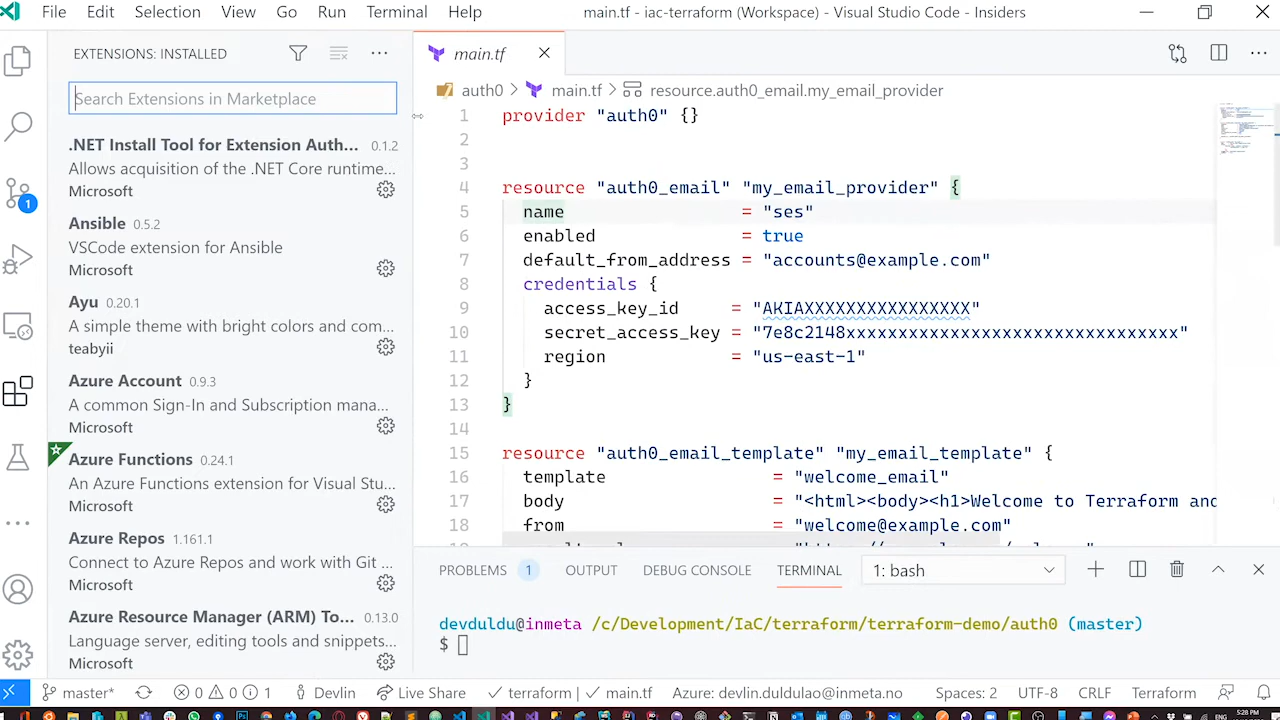 File Edit Selection View Go Run Terminal Help main.tf - iac-terraform (Workspace) - Visual Studio Code - Insiders
EXTENSIONS: INSTALLED
Search Extensions in Marketplace
.NET Install Tool for Extension Auth... 0.1.2
Allows acquisition of the .NET Core runtime...
Microsoft
Ansible 0.5.2
VSCode extension for Ansible
Microsoft
Ayu 0.20.1
A simple theme with bright colors and com...
teabyii
Azure Account 0.9.3
A common Sign-In and Subscription mana...
Microsoft
Azure Functions 0.24.1
An Azure Functions extension for Visual Stu...
Microsoft
Azure Repos 1.161.1
Connect to Azure Repos and work with Git ...
Microsoft
Azure Resource Manager (ARM) To... 0.13.0
Language server, editing tools and snippets...
Microsoft
1
main.tf
auth0 > main.tf > resource.auth0_email.my_email_provider
1 provider "auth0" {}
2
3
4 resource "auth0_email" "my_email_provider" {
5 name = "ses"
6 enabled = true
7 default_from_address = "accounts@example.com"
8 credentials {
9 access_key_id = "AKIAXXXXXXXXXXXXXXXX"
10 secret_access_key = "7e8c2148xxxxxxxxxxxxxxxxxxxxxxxxxxxxxxxx"
11 region = "us-east-1"
12 }
13 }
14
15 resource "auth0_email_template" "my_email_template" {
16 template = "welcome_email"
17 body = "<html><body><h1>Welcome to Terraform and
18 from = "welcome@example.com"
PROBLEMS 1 OUTPUT DEBUG CONSOLE TERMINAL 1: bash
devduldu@inmeta /c/Development/IaC/terraform/terraform-demo/auth0 (master)
$
master* 0 0 1 Devlin Live Share terraform | main.tf Azure: devlin.duldulao@inmeta.no Spaces: 2 UTF-8 CRLF Terraform
5:28 PM